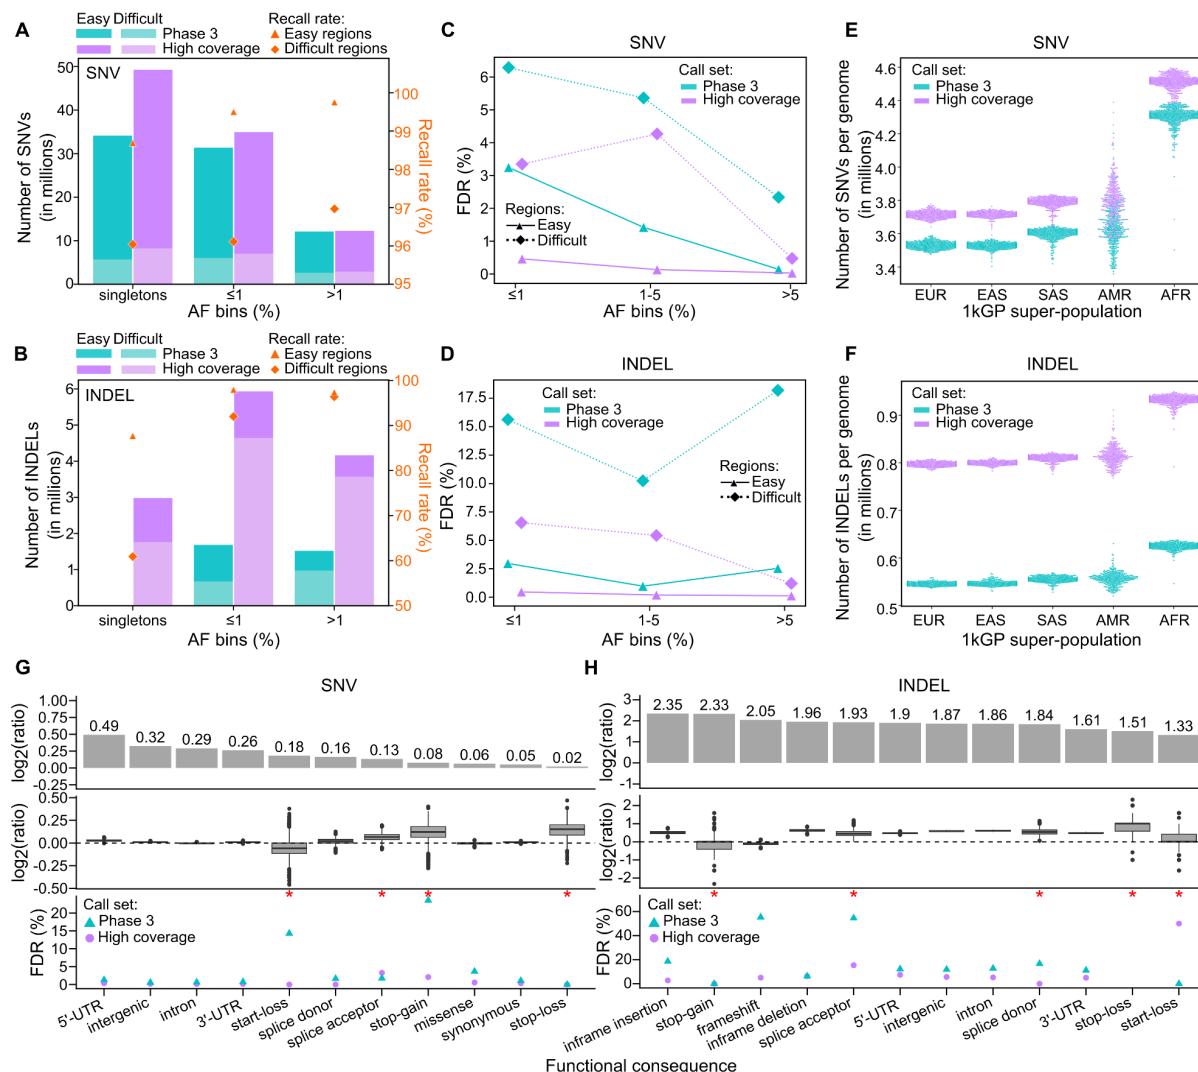 A
Easy Difficult
Phase 3
High coverage
Recall rate:
Easy regions
Difficult regions
SNV
50
40
30
20
10
0
Number of SNVs
(in millions)
100
99
98
97
96
95
Recall rate (%)
singletons
≤1
>1
AF bins (%)
B
Easy Difficult
Phase 3
High coverage
Recall rate:
Easy regions
Difficult regions
INDEL
6
5
4
3
2
1
0
Number of INDELs
(in millions)
100
90
80
70
60
50
Recall rate (%)
singletons
≤1
>1
AF bins (%)
C
SNV
Call set:
Phase 3
High coverage
Regions:
Easy
Difficult
6
5
4
3
2
1
0
FDR (%)
≤1
1-5
>5
AF bins (%)
D
INDEL
Call set:
Phase 3
High coverage
Regions:
Easy
Difficult
17.5
15.0
12.5
10.0
7.5
5.0
2.5
0.0
FDR (%)
≤1
1-5
>5
AF bins (%)
E
SNV
Call set:
Phase 3
High coverage
4.6
4.4
4.2
4.0
3.8
3.6
3.4
Number of SNVs per genome
(in millions)
EUR
EAS
SAS
AMR
AFR
1kGP super-population
F
INDEL
Call set:
Phase 3
High coverage
0.9
0.8
0.7
0.6
0.5
Number of INDELs per genome
(in millions)
EUR
EAS
SAS
AMR
AFR
1kGP super-population
G
SNV
1.00
0.75
0.50
0.25
0.00
-0.25
log2(ratio)
0.49
0.32
0.29
0.26
0.18
0.16
0.13
0.08
0.06
0.05
0.02
0.50
0.25
0.00
-0.25
0.50
log2(ratio)
* * * *
Call set:
Phase 3
High coverage
20
15
10
5
0
FDR (%)
5'-UTR
intergenic
intron
3'-UTR
start-loss
splice donor
splice acceptor
stop-gain
missense
synonymous
stop-loss
H
INDEL
3
2
1
0
-1
log2(ratio)
2.35
2.33
2.05
1.96
1.93
1.9
1.87
1.86
1.84
1.61
1.51
1.33
2
1
0
-1
-2
log2(ratio)
* * * * *
Call set:
Phase 3
High coverage
60
40
20
0
FDR (%)
inframe insertion
stop-gain
frameshift
inframe deletion
splice acceptor
5'-UTR
intergenic
intron
splice donor
3'-UTR
stop-loss
start-loss
Functional consequence